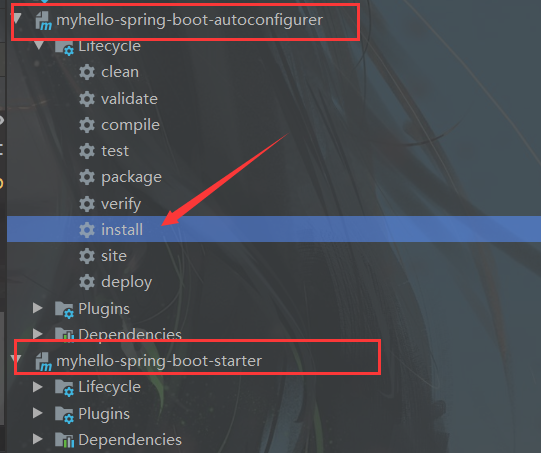 myhello-spring-boot-autoconfigurer
Lifecycle
clean
validate
compile
test
package
verify
install
site
deploy
Plugins
Dependencies
myhello-spring-boot-starter
Lifecycle
Plugins
Dependencies